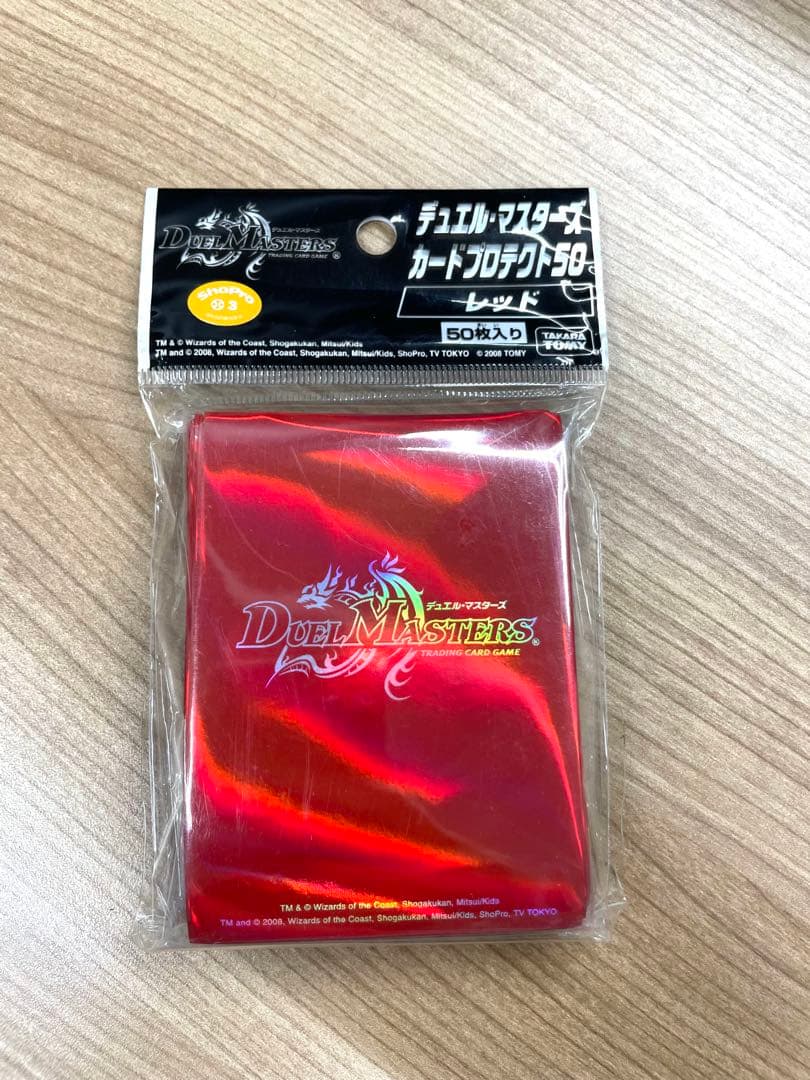 デュエル・マスターズ
DUEL MASTERS®
TRADING CARD GAME
デュエル・マスターズ
カードプロテクト50
レッド
50枚入り
ShoPro
3
TAKARA
TOMY
TM & © Wizards of the Coast, Shogakukan, Mitsui/Kids
TM and © 2008, Wizards of the Coast, Shogakukan, Mitsui/Kids, ShoPro, TV TOKYO © 2008 TOMY
デュエル・マスターズ
DUEL MASTERS®
TRADING CARD GAME
TM & © Wizards of the Coast, Shogakukan, Mitsui/Kids
TM and © 2008, Wizards of the Coast, Shogakukan, Mitsui/Kids, ShoPro, TV TOKYO